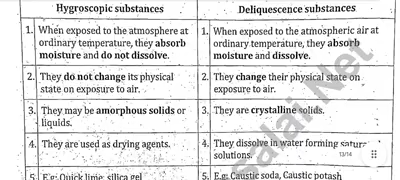 Hygroscopic substances
Deliquescence substances
1. When exposed to the atmosphere at
ordinary temperature, they absorb
moisture and do not dissolve.
1. When exposed to the atmospheric air at
ordinary temperature, they absorb
moisture and dissolve.
2. They do not change its physical
state on exposure to air.
2. They change their physical state on
exposure to air.
3. They may be amorphous solids or
liquids.
3. They are crystalline solids.
4. They are used as drying agents.
4. They dissolve in water forming
solutions.
13/14
5. E.g: Quick lime, silica gel
5. E.g: Caustic soda, Caustic potash